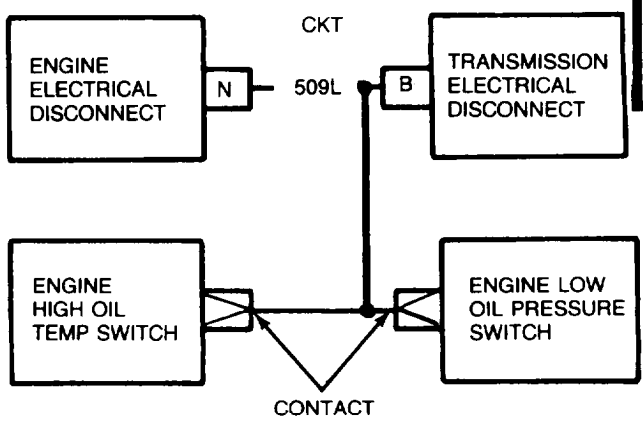 CKT
ENGINE
ELECTRICAL
DISCONNECT
N
509L
B
TRANSMISSION
ELECTRICAL
DISCONNECT
ENGINE
HIGH OIL
TEMP SWITCH
ENGINE LOW
OIL PRESSURE
SWITCH
CONTACT